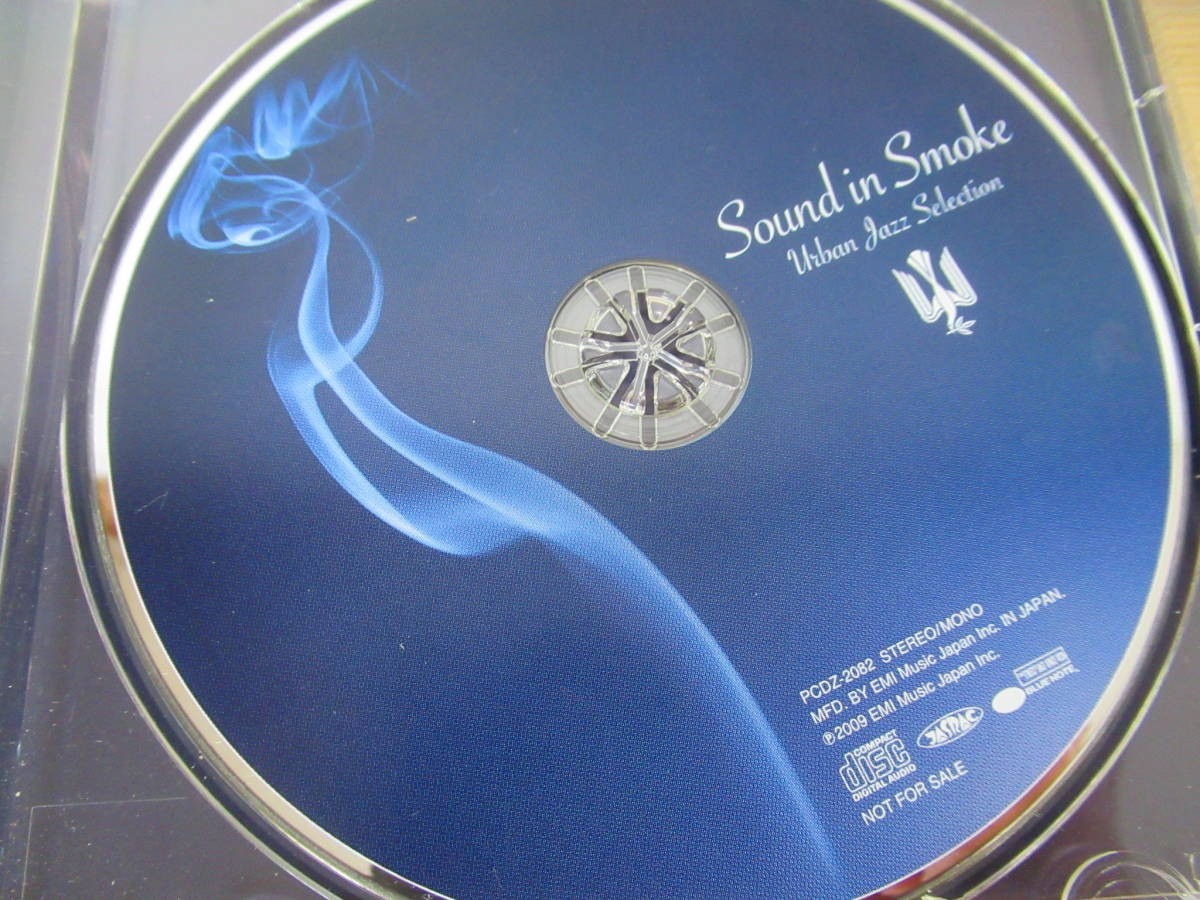 Sound in Smoke
Urban Jazz Selection
PCDZ-2082 STEREO/MONO
MFD. BY EMI Music Japan Inc. IN JAPAN.
℗2009 EMI Music Japan Inc.
COMPACT
disc
DIGITAL AUDIO
JASRAC
BLUE NOTE
NOT FOR SALE